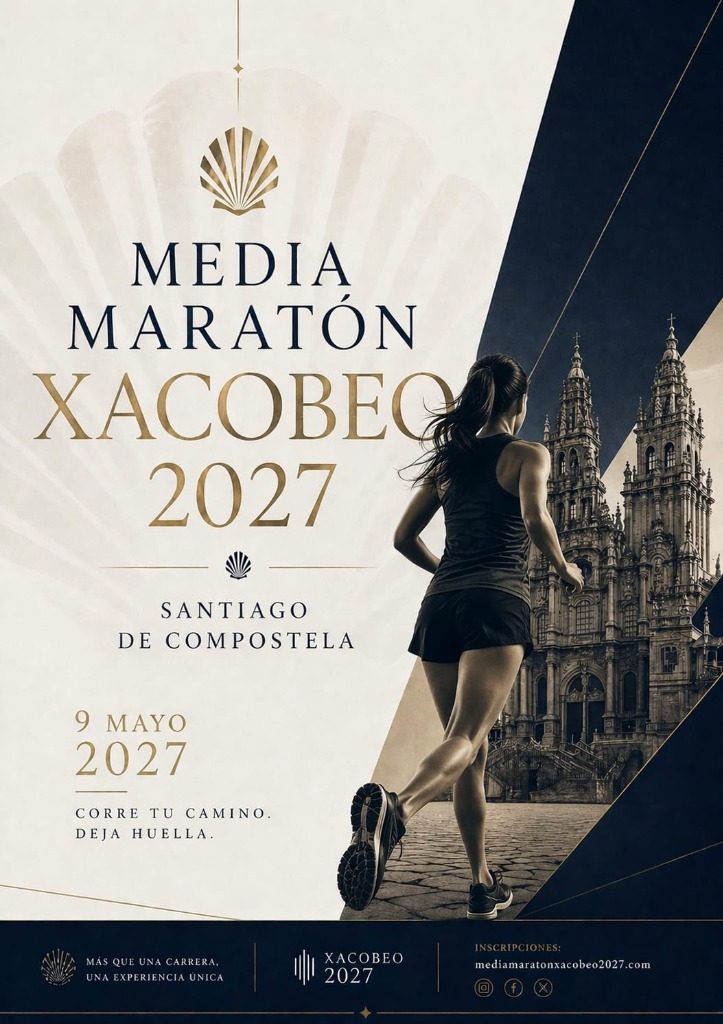 MEDIA
MARATÓN
XACOBEO
2027
SANTIAGO
DE COMPOSTELA
9 MAYO
2027
CORRE TU CAMINO.
DEJA HUELLA.
MÁS QUE UNA CARRERA,
UNA EXPERIENCIA ÚNICA
XACOBEO
2027
INSCRIPCIONES:
mediamaratonxacobeo2027.com